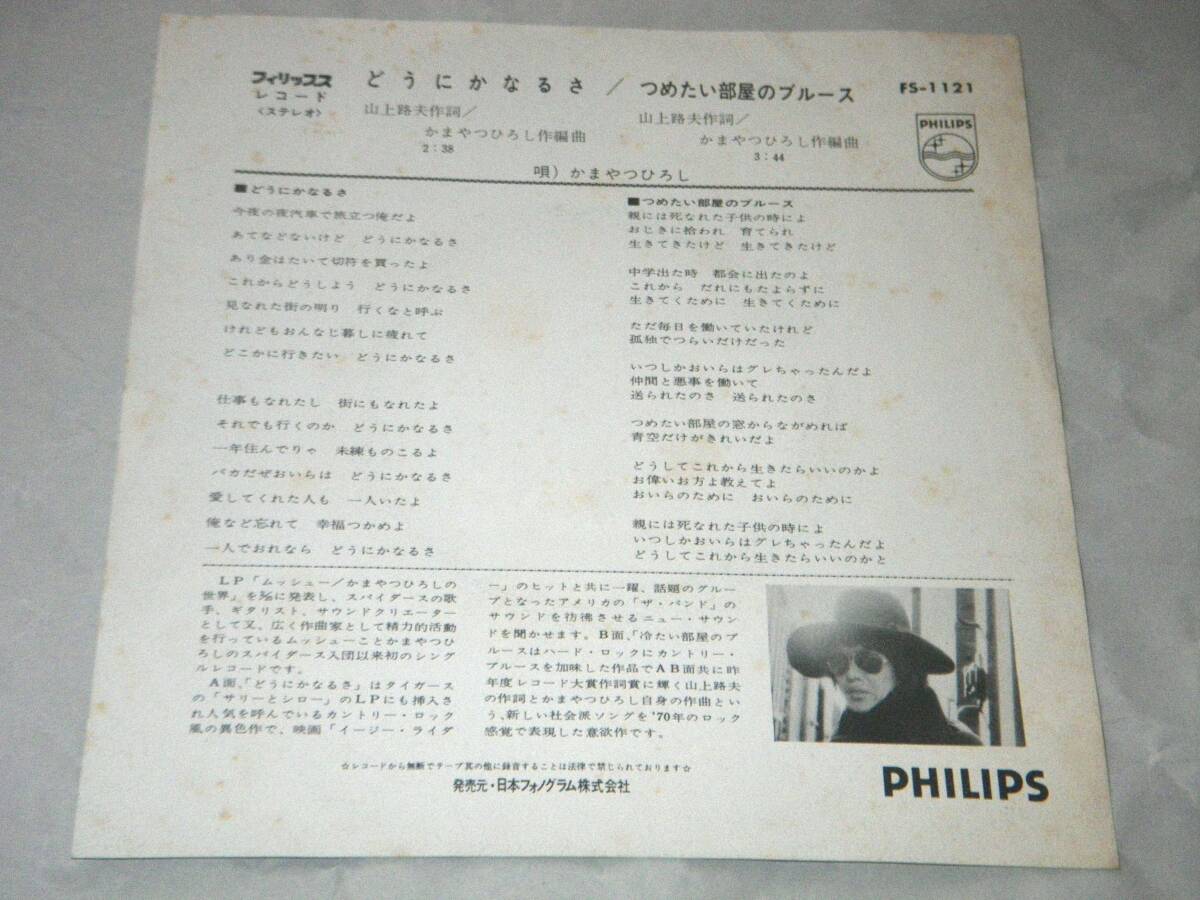 フィリップス
レコード
〈ステレオ〉
どうにかなるさ / つめたい部屋のブルース
FS-1121
山上路夫作詞/
かまやつひろし作編曲
2:38
山上路夫作詞/
かまやつひろし作編曲
3:44
PHILIPS
唄) かまやつひろし
■どうにかなるさ
今夜の夜汽車で旅立つ俺だよ
あてなどないけど どうにかなるさ
あり金はたいて切符を買ったよ
これからどうしよう どうにかなるさ
見なれた街の明り 行くなと呼ぶ
けれどもおんなじ暮しに疲れて
どこかに行きたい どうにかなるさ
仕事もなれたし 街にもなれたよ
それでも行くのか どうにかなるさ
一年住んでりゃ 未練ものこるよ
バカだぜおいらは どうにかなるさ
愛してくれた人も 一人いたよ
俺など忘れて 幸福つかめよ
一人でおれなら どうにかなるさ
■つめたい部屋のブルース
親には死なれた子供の時によ
おじきに拾われ 育てられ
生きてきたけど 生きてきたけど
中学出た時 都会に出たのよ
これから だれにもたよらずに
生きてくために 生きてくために
ただ毎日を働いていたけれど
孤独でつらいだけだった
いつしかおいらはグレちゃったんだよ
仲間と悪事を働いて
送られたのさ 送られたのさ
つめたい部屋の窓からながめれば
青空だけがきれいだよ
どうしてこれから生きたらいいのかよ
お偉いお方よ教えてよ
おいらのために おいらのために
親には死なれた子供の時によ
いつしかおいらはグレちゃったんだよ
どうしてこれから生きたらいいのかと
LP「ムッシュー/かまやつひろしの
世界」を に発表し、スパイダースの歌
手、ギタリスト、サウンドクリエーター
として又、広く作曲家として精力的活動
を行っているムッシューことかまやつひ
ろしのスパイダース入団以来初のシング
ルレコードです。
A面、「どうにかなるさ」はタイガース
の「サリーとシロー」のLPにも挿入さ
れ人気を呼んでいるカントリー・ロック
風の異色作で、映画「イージー・ライダ
ー」のヒットと共に一躍、話題のグルー
プとなったアメリカの「ザ・バンド」の
サウンドを彷彿させるニュー・サウン
ドを聞かせます。B面、「冷たい部屋のブ
ルースはハード・ロックにカントリー・
ブルースを加味した作品でAB面共に昨
年度レコード大賞作詞賞に輝く山上路夫
の作詞とかまやつひろし自身の作曲とい
う、新しい社会派ソングを'70年のロック
感覚で表現した意欲作です。
☆レコードから無断でテープ其の他に録音することは法律で禁じられております☆
発売元・日本フォノグラム株式会社
PHILIPS